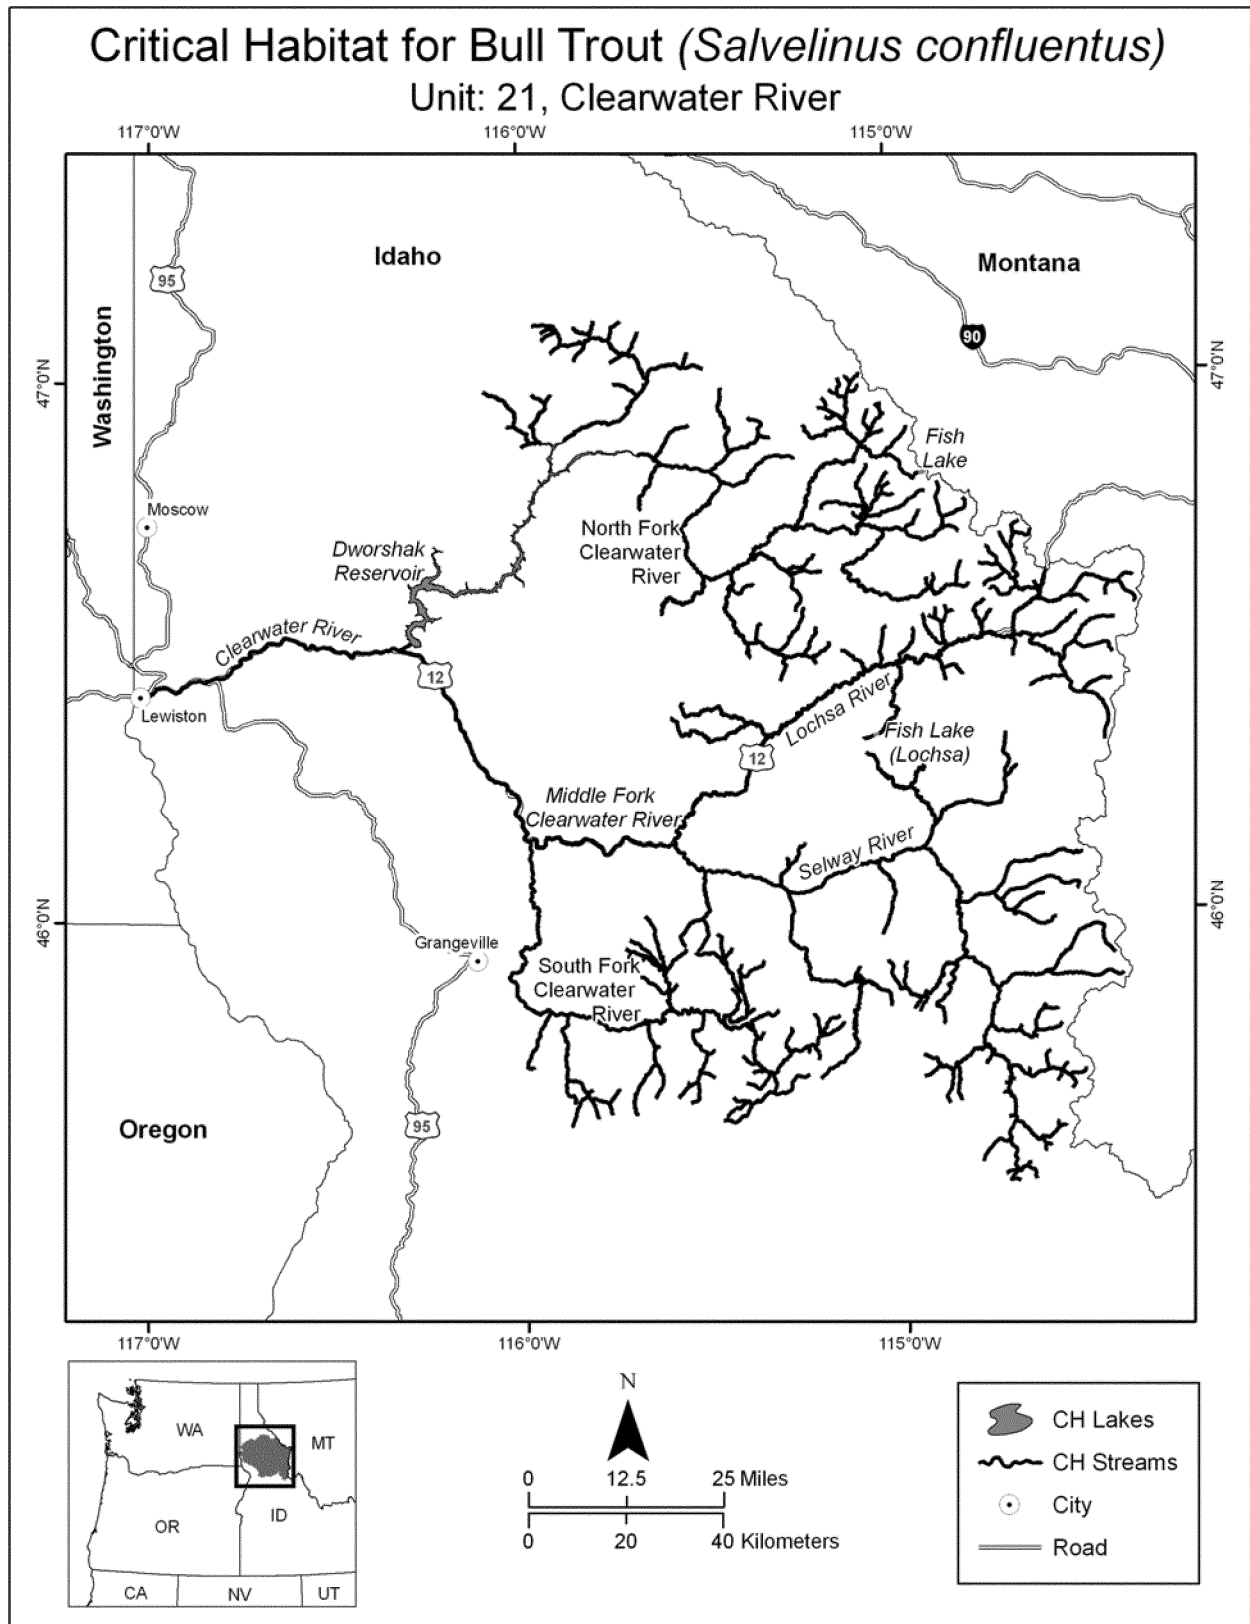 Critical Habitat for Bull Trout (Salvelinus confluentus)
Unit: 21, Clearwater River
117°0'W
116°0'W
115°0'W
Idaho
Montana
95
90
Washington
47°0'N
47°0'N
Fish
Lake
Moscow
North Fork
Clearwater
River
Dworshak
Reservoir
Clearwater River
12
Lewiston
Lochsa River
Fish Lake
(Lochsa)
12
Middle Fork
Clearwater River
Selway River
46°0'N
46°0'N
Grangeville
South Fork
Clearwater
River
95
Oregon
117°0'W
116°0'W
115°0'W
WA
MT
OR
ID
CA
NV
UT
N
0
12.5
25 Miles
0
20
40 Kilometers
CH Lakes
CH Streams
City
Road